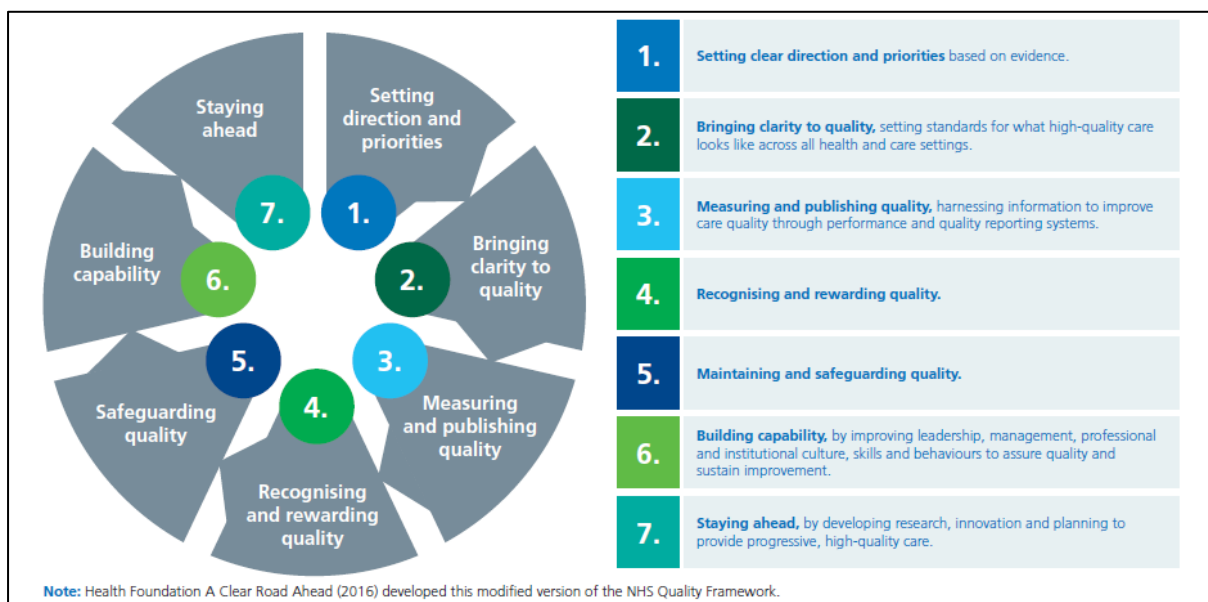 Staying
ahead
7.
Setting
direction and
priorities
1.
Bringing
clarity to
quality
2.
Measuring
and publishing
quality
3.
Recognising
and rewarding
quality
4.
Safeguarding
quality
5.
Building
capability
6.
1.
Setting clear direction and priorities based on evidence.
2.
Bringing clarity to quality, setting standards for what high-quality care
looks like across all health and care settings.
3.
Measuring and publishing quality, harnessing information to improve
care quality through performance and quality reporting systems.
4.
Recognising and rewarding quality.
5.
Maintaining and safeguarding quality.
6.
Building capability, by improving leadership, management, professional
and institutional culture, skills and behaviours to assure quality and
sustain improvement.
7.
Staying ahead, by developing research, innovation and planning to
provide progressive, high-quality care.
Note: Health Foundation A Clear Road Ahead (2016) developed this modified version of the NHS Quality Framework.